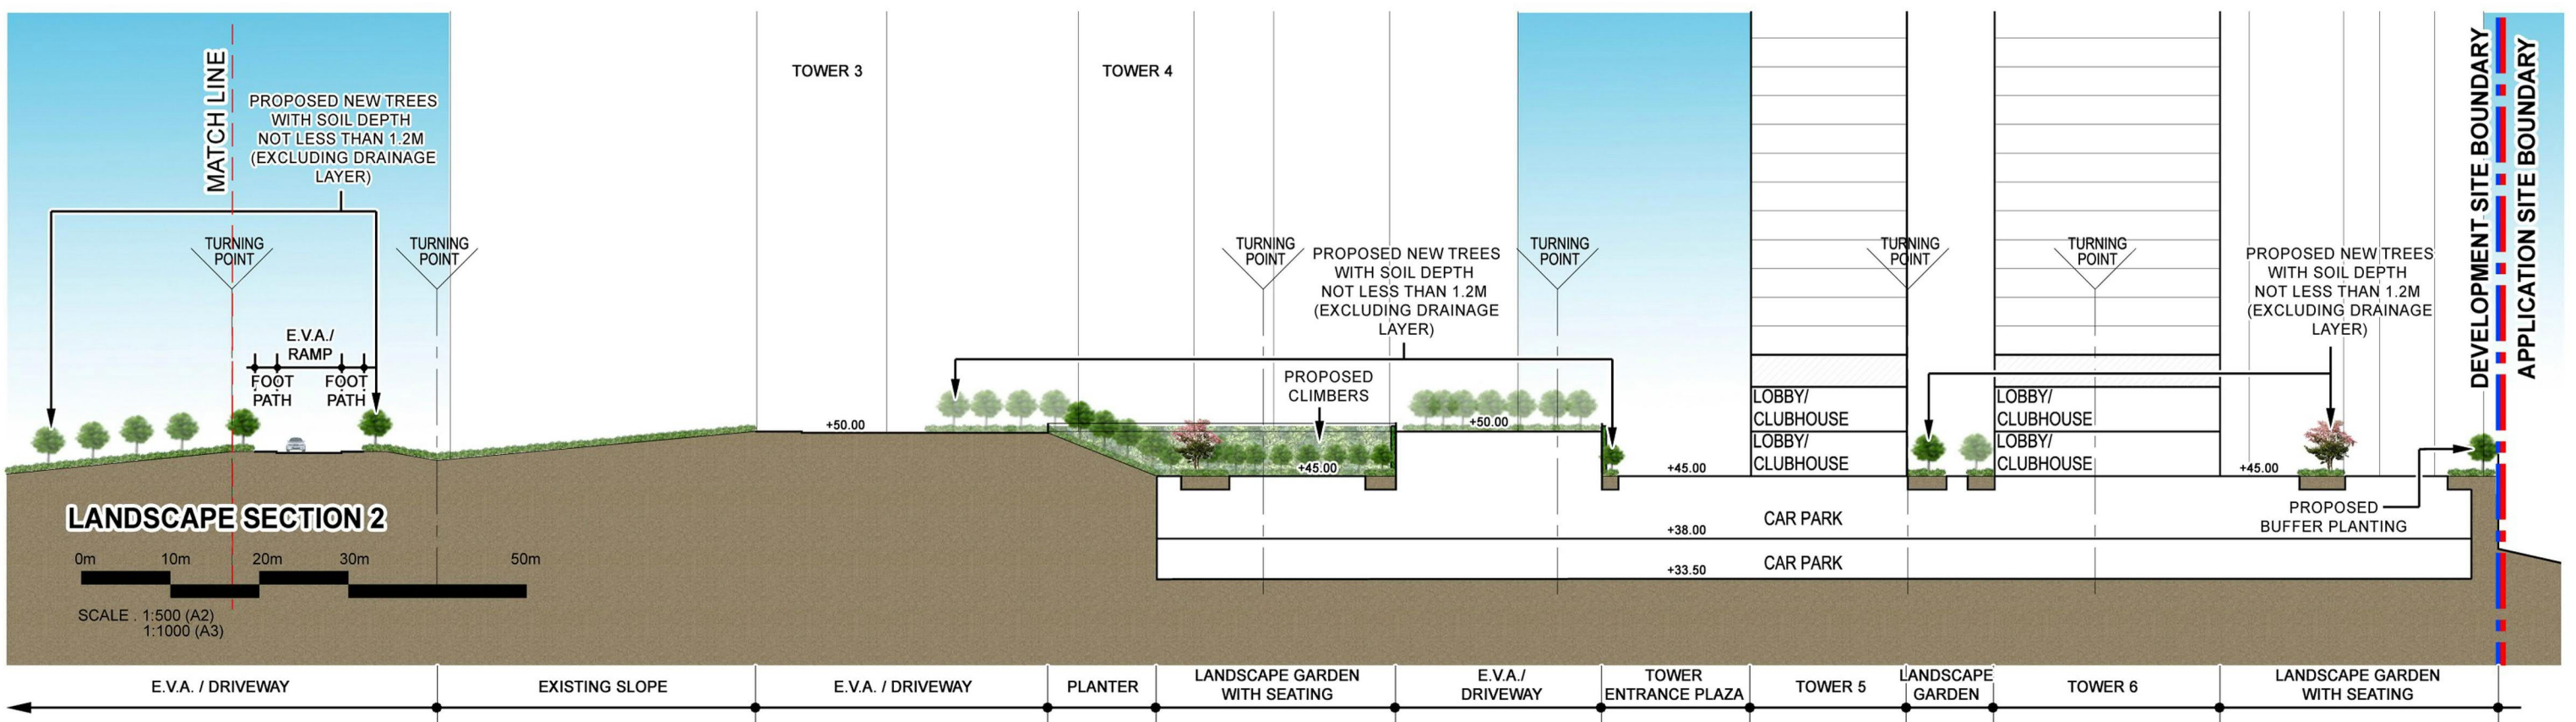 MATCH LINE
PROPOSED NEW TREES
WITH SOIL DEPTH
NOT LESS THAN 1.2M
(EXCLUDING DRAINAGE
LAYER)
TOWER 3
TOWER 4
DEVELOPMENT SITE BOUNDARY
APPLICATION SITE BOUNDARY
TURNING
POINT
TURNING
POINT
TURNING
POINT
PROPOSED NEW TREES
WITH SOIL DEPTH
NOT LESS THAN 1.2M
(EXCLUDING DRAINAGE
LAYER)
TURNING
POINT
TURNING
POINT
TURNING
POINT
PROPOSED NEW TREES
WITH SOIL DEPTH
NOT LESS THAN 1.2M
(EXCLUDING DRAINAGE
LAYER)
E.V.A./
RAMP
FOOT
PATH
FOOT
PATH
PROPOSED
CLIMBERS
+50.00
+50.00
+45.00
+45.00
LOBBY/
CLUBHOUSE
LOBBY/
CLUBHOUSE
LOBBY/
CLUBHOUSE
LOBBY/
CLUBHOUSE
+45.00
PROPOSED
BUFFER PLANTING
CAR PARK
+38.00
CAR PARK
+33.50
LANDSCAPE SECTION 2
0m 10m 20m 30m 50m
SCALE . 1:500 (A2)
1:1000 (A3)
E.V.A. / DRIVEWAY
EXISTING SLOPE
E.V.A. / DRIVEWAY
PLANTER
LANDSCAPE GARDEN
WITH SEATING
E.V.A./
DRIVEWAY
TOWER
ENTRANCE PLAZA
TOWER 5
LANDSCAPE
GARDEN
TOWER 6
LANDSCAPE GARDEN
WITH SEATING